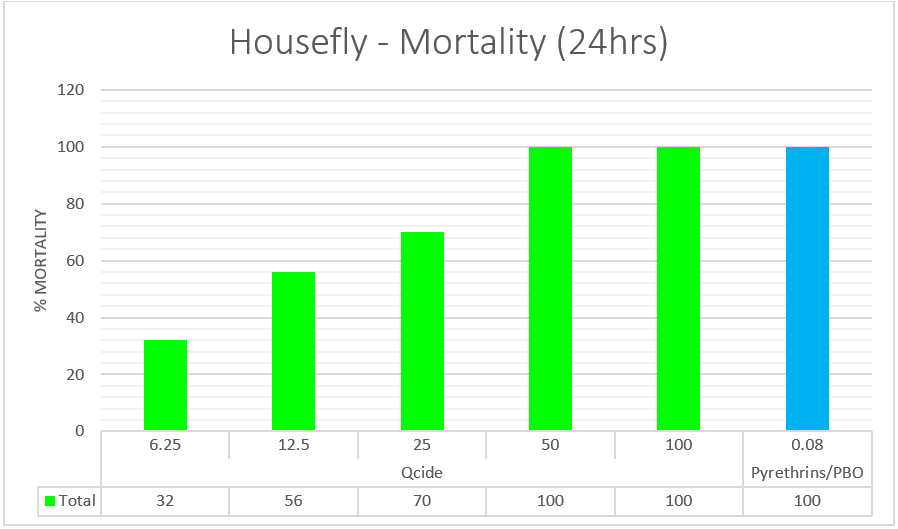 Housefly - Mortality (24hrs)
% MORTALITY
120
100
80
60
40
20
0
6.25 12.5 25 50 100 0.08
Qcide Pyrethrins/PBO
Total 32 56 70 100 100 100